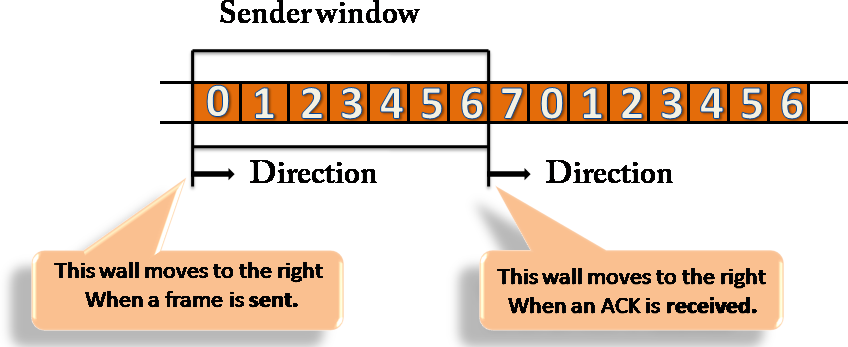 Sender window
0 1 2 3 4 5 6 7 0 1 2 3 4 5 6
Direction Direction
This wall moves to the right
When a frame is sent.
This wall moves to the right
When an ACK is received.